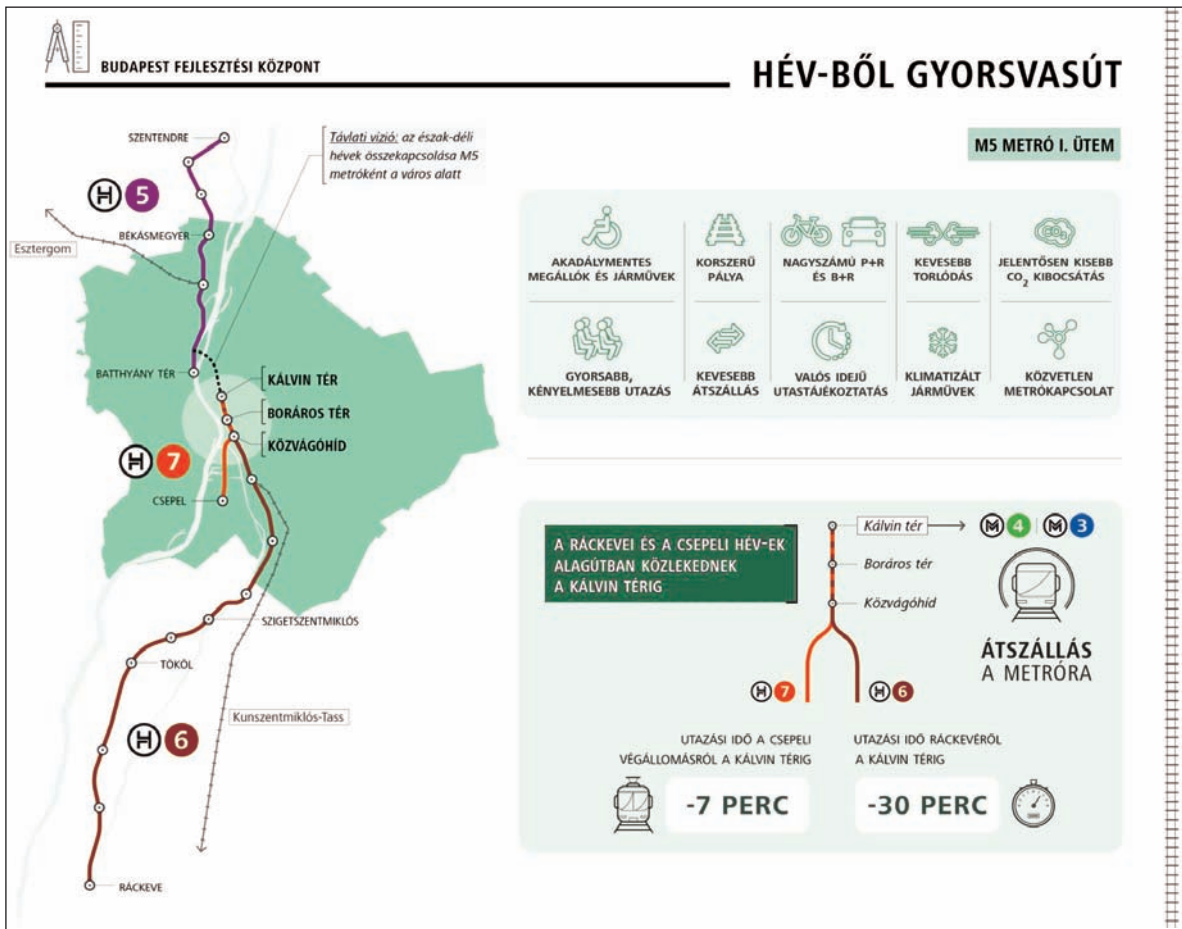 BUDAPEST FEJLESZTÉSI KÖZPONT
HÉV-BŐL GYORSVASÚT
M5 METRÓ I. ÜTEM
SZENTENDRE
Távlati vízió: az észak-déli
hévek összekapcsolása M5
metróként a város alatt
H 5
BÉKÁSMEGYER
Esztergom
BATTHYÁNY TÉR
KÁLVIN TÉR
BORÁROS TÉR
KÖZVÁGÓHÍD
H 7
CSEPEL
SZIGETSZENTMIKLÓS
TÖKÖL
H 6
Kunszentmiklós-Tass
RÁCKEVE
AKADÁLYMENTES
MEGÁLLÓK ÉS JÁRMŰVEK
KORSZERŰ
PÁLYA
NAGYSZÁMÚ P+R
ÉS B+R
KEVESEBB
TORLÓDÁS
CO₂
JELENTŐSEN KISEBB
CO₂ KIBOCSÁTÁS
GYORSABB,
KÉNYELMESEBB UTAZÁS
KEVESEBB
ÁTSZÁLLÁS
VALÓS IDEJŰ
UTASTÁJÉKOZTATÁS
KLIMATIZÁLT
JÁRMŰVEK
KÖZVETLEN
METRÓKAPCSOLAT
A RÁCKEVEI ÉS A CSEPELI HÉV-EK
ALAGÚTBAN KÖZLEKEDNEK
A KÁLVIN TÉRIG
Kálvin tér
M 4 M 3
Boráros tér
Közvágóhíd
ÁTSZÁLLÁS
A METRÓRA
H 7
H 6
UTAZÁSI IDŐ A CSEPELI
VÉGÁLLOMÁSRÓL A KÁLVIN TÉRIG
-7 PERC
UTAZÁSI IDŐ RÁCKEVÉRŐL
A KÁLVIN TÉRIG
-30 PERC